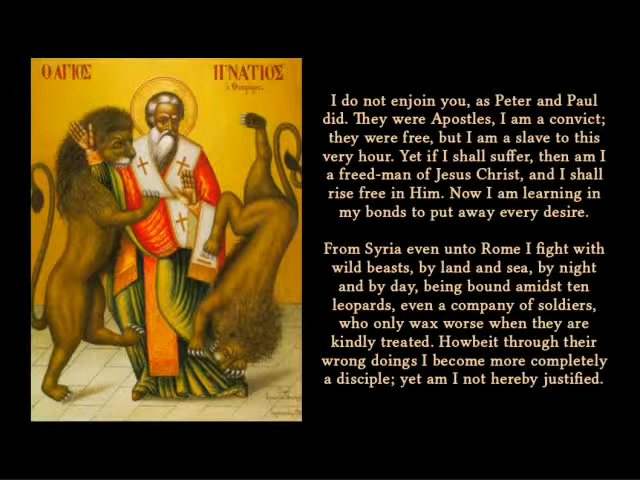 Ο ΑΓΙΟΣ ΙΓΝΑΤΙΟΣ
ὁ Θεοφόρος.
I do not enjoin you, as Peter and Paul
did. They were Apostles, I am a convict;
they were free, but I am a slave to this
very hour. Yet if I shall suffer, then am I
a freed-man of Jesus Christ, and I shall
rise free in Him. Now I am learning in
my bonds to put away every desire.
From Syria even unto Rome I fight with
wild beasts, by land and sea, by night
and by day, being bound amidst ten
leopards, even a company of soldiers,
who only wax worse when they are
kindly treated. Howbeit through their
wrong doings I become more completely
a disciple; yet am I not hereby justified.